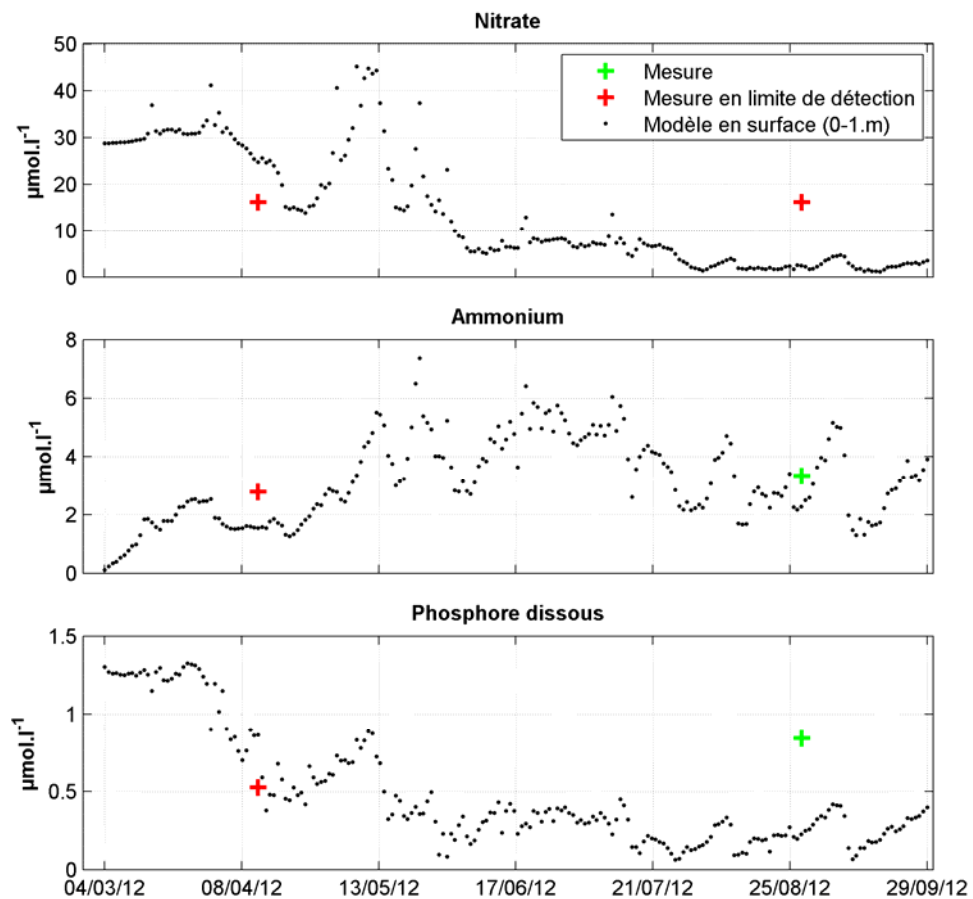 Nitrate
50
40
30
20
10
0
µmol.l-1
Mesure
Mesure en limite de détection
Modèle en surface (0-1.m)
Ammonium
8
6
4
2
0
µmol.l-1
Phosphore dissous
1.5
1
0.5
0
µmol.l-1
04/03/12 08/04/12 13/05/12 17/06/12 21/07/12 25/08/12 29/09/12